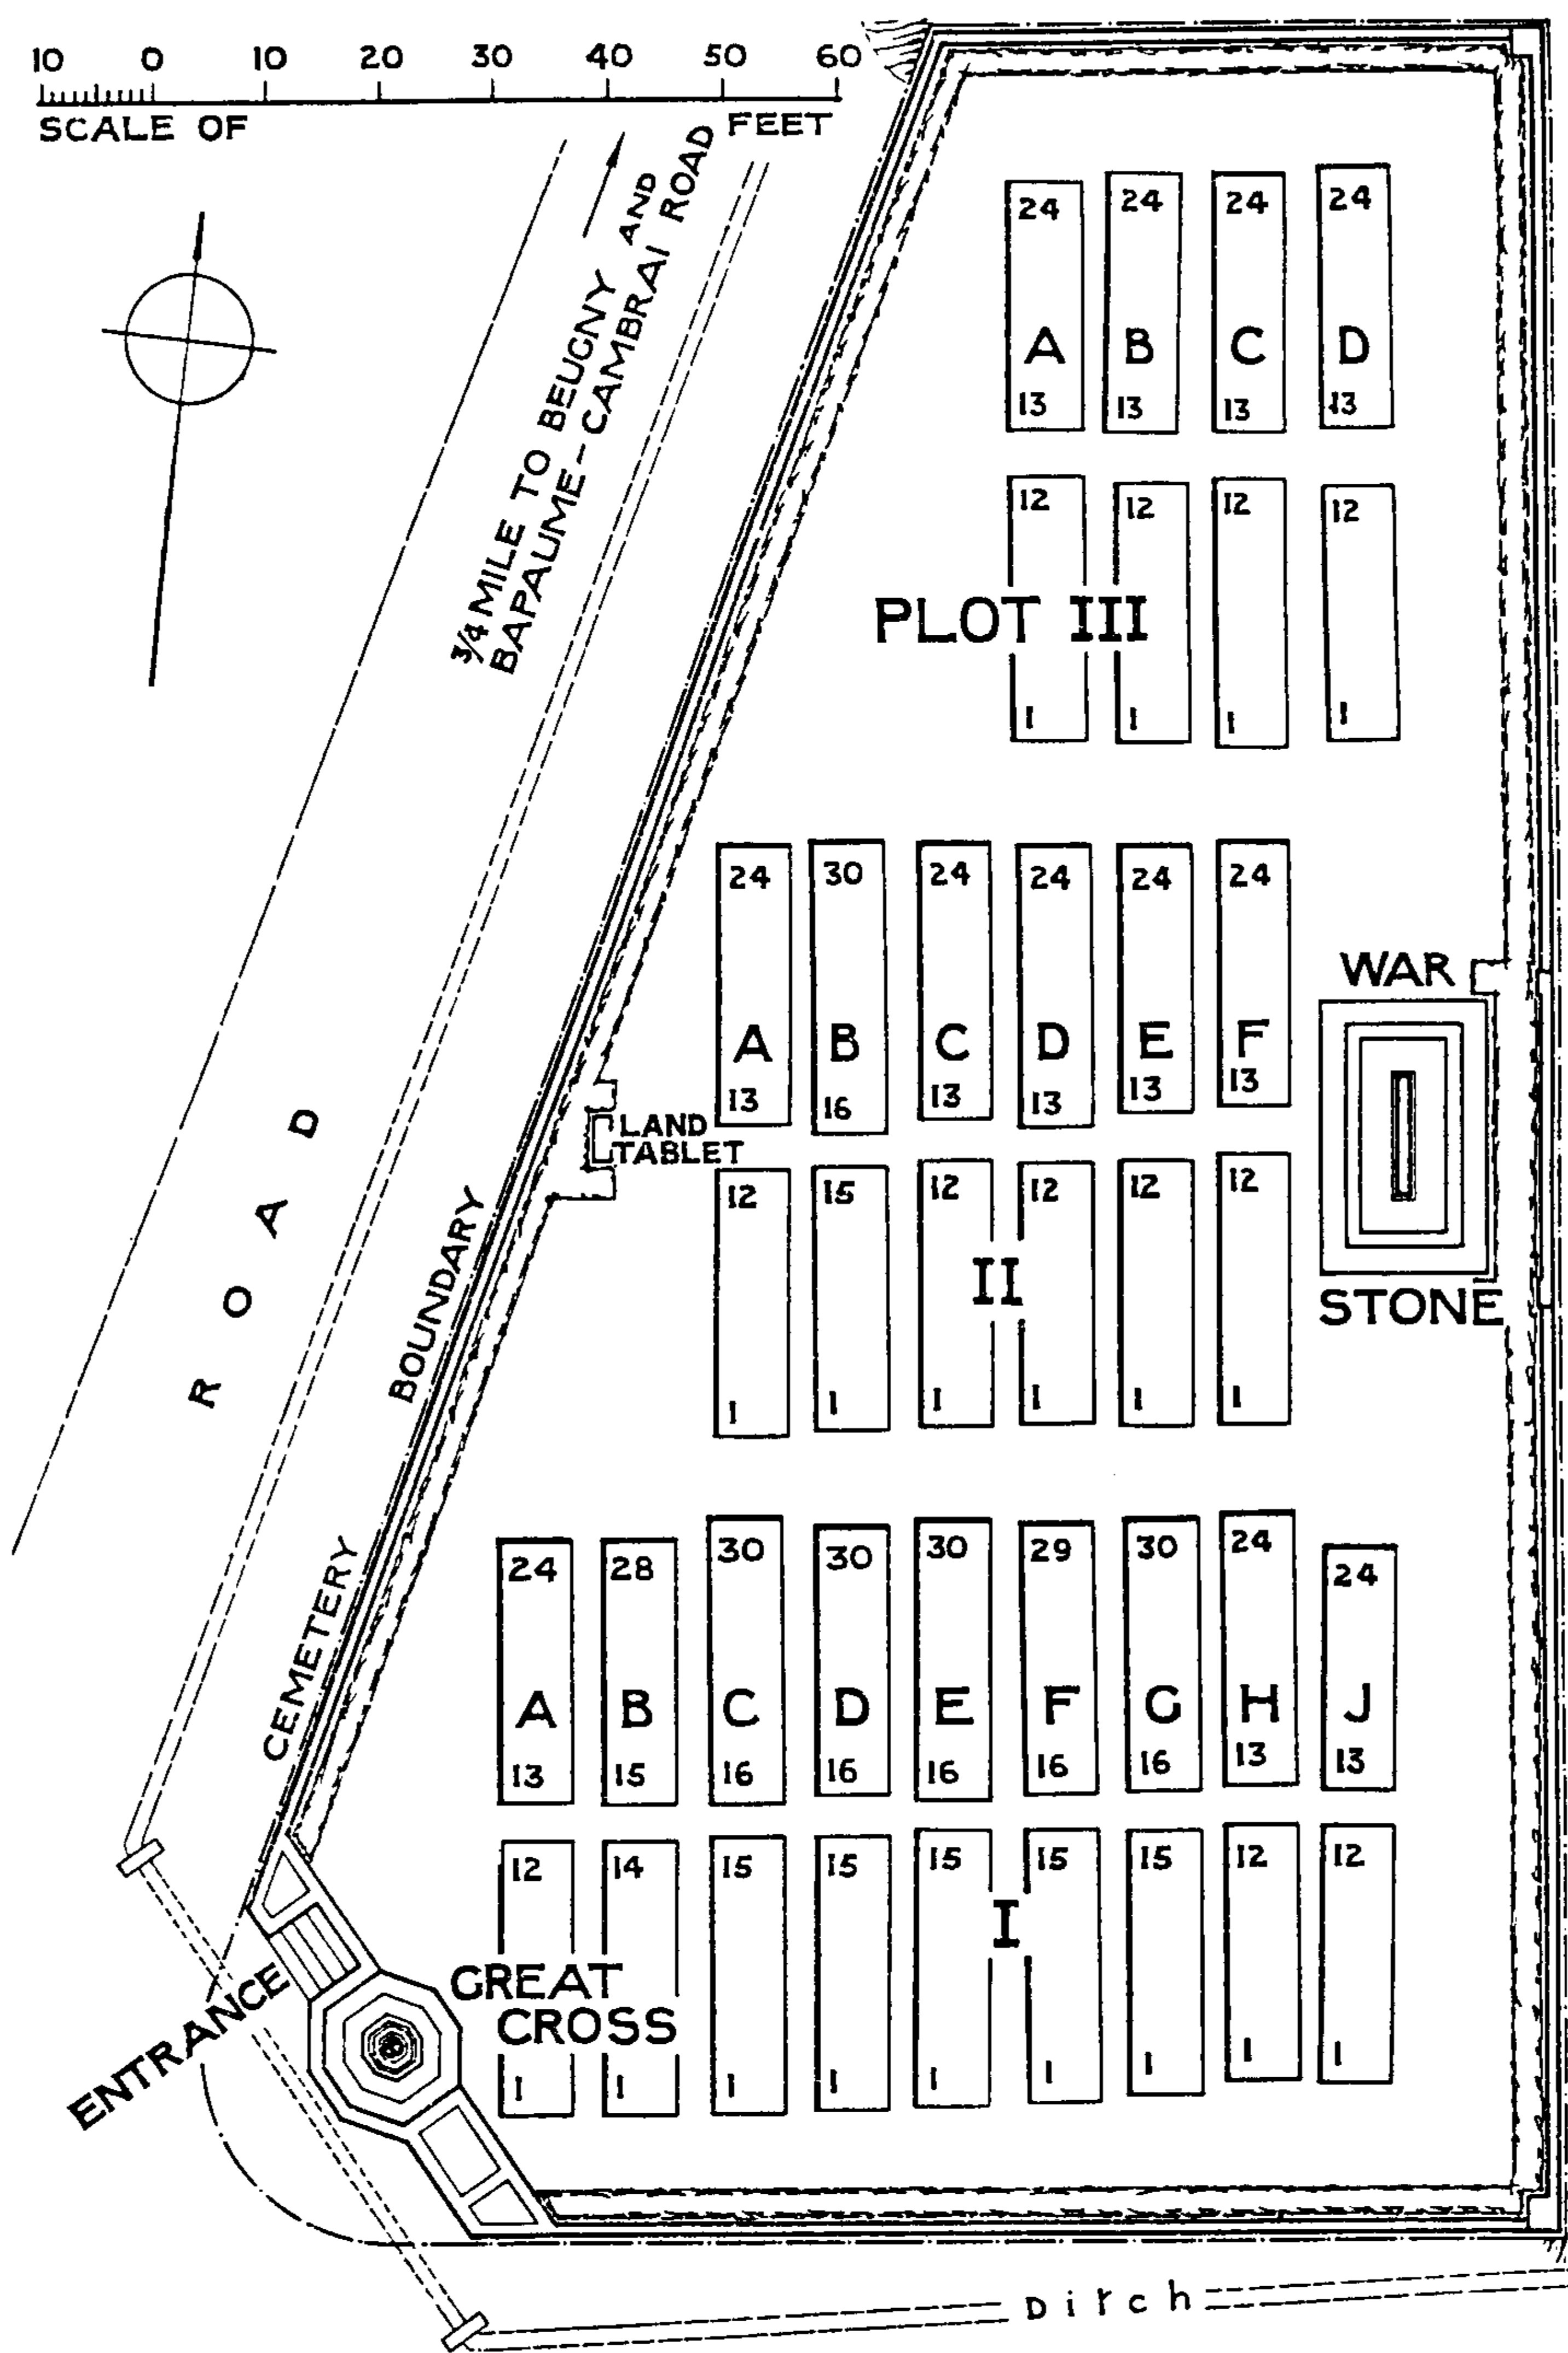 10 0 10 20 30 40 50 60
SCALE OF FEET
3/4 MILE TO BEUGNY AND
BAPAUME-CAMBRAI ROAD
24 24 24 24
A B C D
13 13 13 13
12 12 12 12
PLOT III
1 1 1 1
24 30 24 24 24 24
A B C D E F
13 16 13 13 13 13
WAR
STONE
LAND
TABLET
12 15 12 12 12 12
II
1 1 1 1 1 1
ROAD
CEMETERY BOUNDARY
24 28 30 30 30 29 30 24 24
A B C D E F G H J
13 15 16 16 16 16 16 13 13
12 14 15 15 15 15 15 12 12
I
GREAT
CROSS
1 1 1 1 1 1 1 1 1
ENTRANCE
Ditch